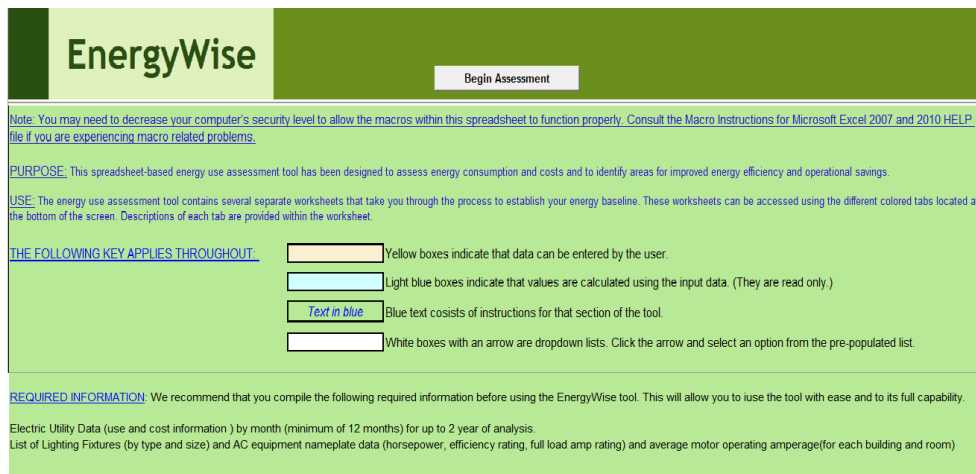 EnergyWise
Begin Assessment
Note: You may need to decrease your computer's security level to allow the macros within this spreadsheet to function properly. Consult the Macro Instructions for Microsoft Excel 2007 and 2010 HELP
file if you are experiencing macro related problems.
PURPOSE: This spreadsheet-based energy use assessment tool has been designed to assess energy consumption and costs and to identify areas for improved energy efficiency and operational savings.
USE: The energy use assessment tool contains several separate worksheets that take you through the process to establish your energy baseline. These worksheets can be accessed using the different colored tabs located at
the bottom of the screen. Descriptions of each tab are provided within the worksheet.
THE FOLLOWING KEY APPLIES THROUGHOUT:
Yellow boxes indicate that data can be entered by the user.
Light blue boxes indicate that values are calculated using the input data. (They are read only.)
Text in blue Blue text cosists of instructions for that section of the tool.
White boxes with an arrow are dropdown lists. Click the arrow and select an option from the pre-populated list.
REQUIRED INFORMATION: We recommend that you compile the following required information before using the EnergyWise tool. This will allow you to iuse the tool with ease and to its full capability.
Electric Utility Data (use and cost information ) by month (minimum of 12 months) for up to 2 year of analysis.
List of Lighting Fixtures (by type and size) and AC equipment nameplate data (horsepower, efficiency rating, full load amp rating) and average motor operating amperage(for each building and room)